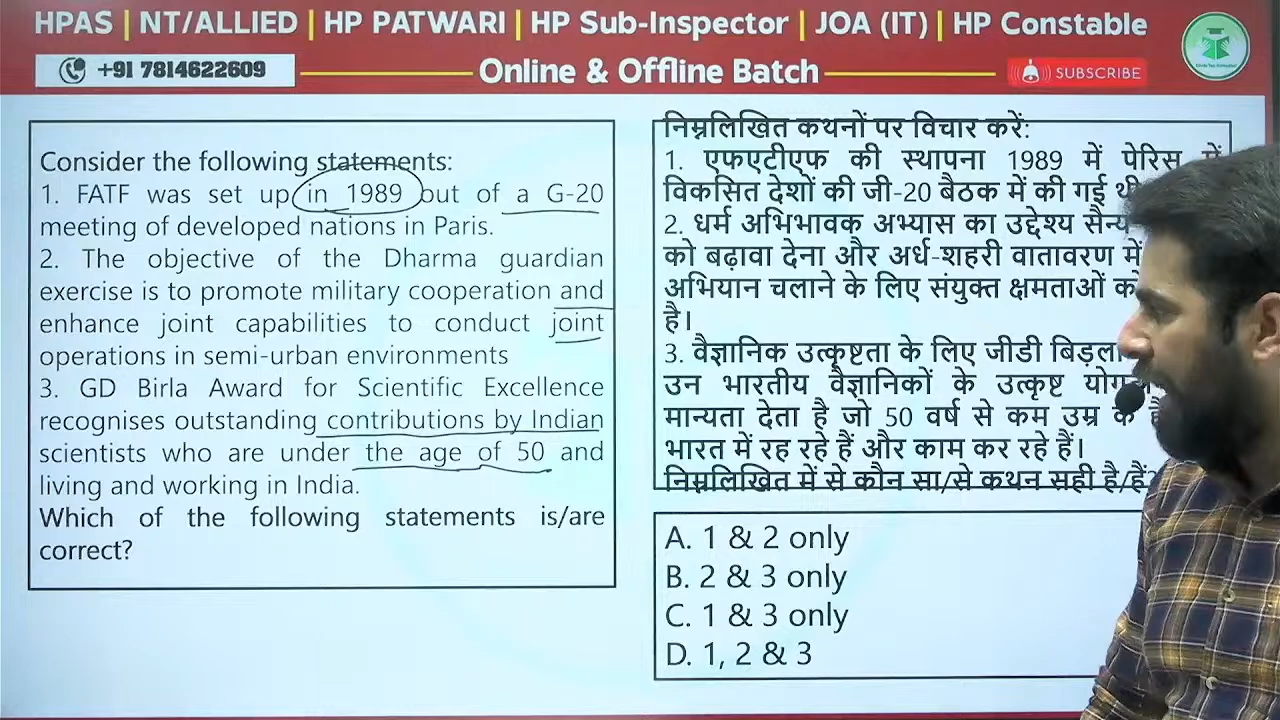 HPAS | NT/ALLIED | HP PATWARI | HP Sub-Inspector | JOA (IT) | HP Constable
+91 7814622609
Online & Offline Batch
SUBSCRIBE
Consider the following statements:
1. FATF was set up in 1989 out of a G-20
meeting of developed nations in Paris.
2. The objective of the Dharma guardian
exercise is to promote military cooperation and
enhance joint capabilities to conduct joint
operations in semi-urban environments
3. GD Birla Award for Scientific Excellence
recognises outstanding contributions by Indian
scientists who are under the age of 50 and
living and working in India.
Which of the following statements is/are
correct?
निम्नलिखित कथनों पर विचार करें:
1. एफएटीएफ की स्थापना 1989 में पेरिस में
विकसित देशों की जी-20 बैठक में की गई थी
2. धर्म अभिभावक अभ्यास का उद्देश्य सैन्य
को बढ़ावा देना और अर्ध-शहरी वातावरण में
अभियान चलाने के लिए संयुक्त क्षमताओं
है।
3. वैज्ञानिक उत्कृष्टता के लिए जीडी बिड़ला
उन भारतीय वैज्ञानिकों के उत्कृष्ट
मान्यता देता है जो 50 वर्ष से कम उम्र के
भारत में रह रहे हैं और काम कर रहे हैं।
निम्नलिखित में से कौन सा/से कथन सही है/हैं?
A. 1 & 2 only
B. 2 & 3 only
C. 1 & 3 only
D. 1, 2 & 3